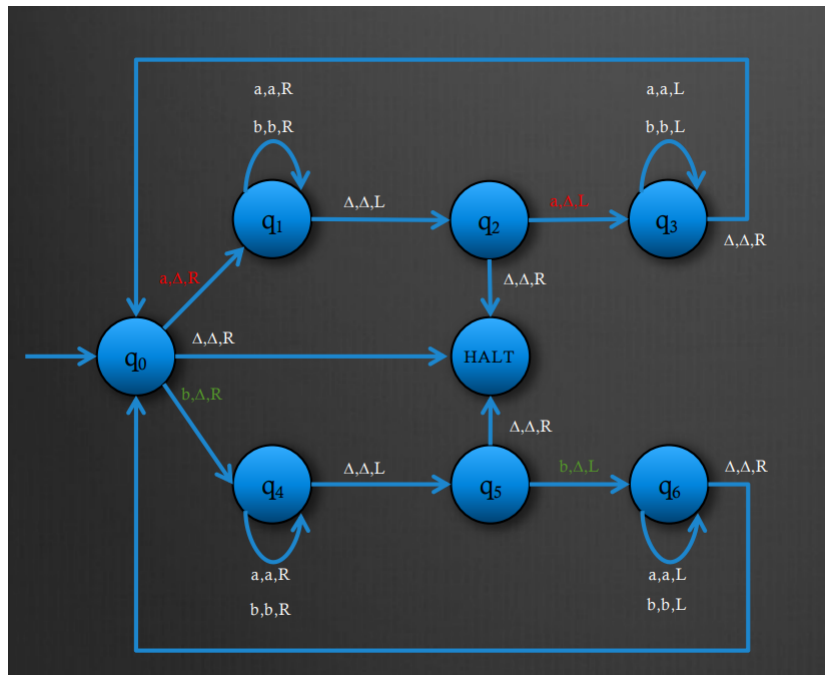 a,a,R
a,a,L
b,b,R
b,b,L
q1
Δ,Δ,L
q2
a,Δ,L
q3
Δ,Δ,R
a,Δ,R
Δ,Δ,R
q0
Δ,Δ,R
HALT
b,Δ,R
Δ,Δ,R
q4
Δ,Δ,L
q5
b,Δ,L
q6
Δ,Δ,R
a,a,R
a,a,L
b,b,R
b,b,L